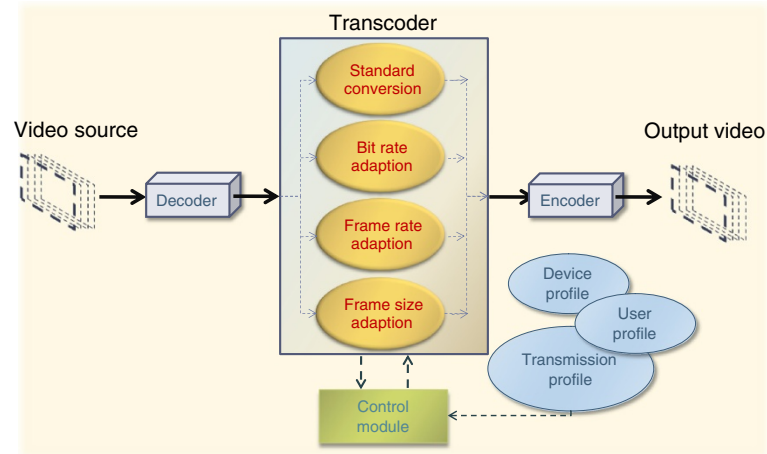 Transcoder
Standard
conversion
Video source
Bit rate
adaption
Output video
Decoder
Encoder
Frame rate
adaption
Frame size
adaption
Device
profile
User
profile
Transmission
profile
Control
module